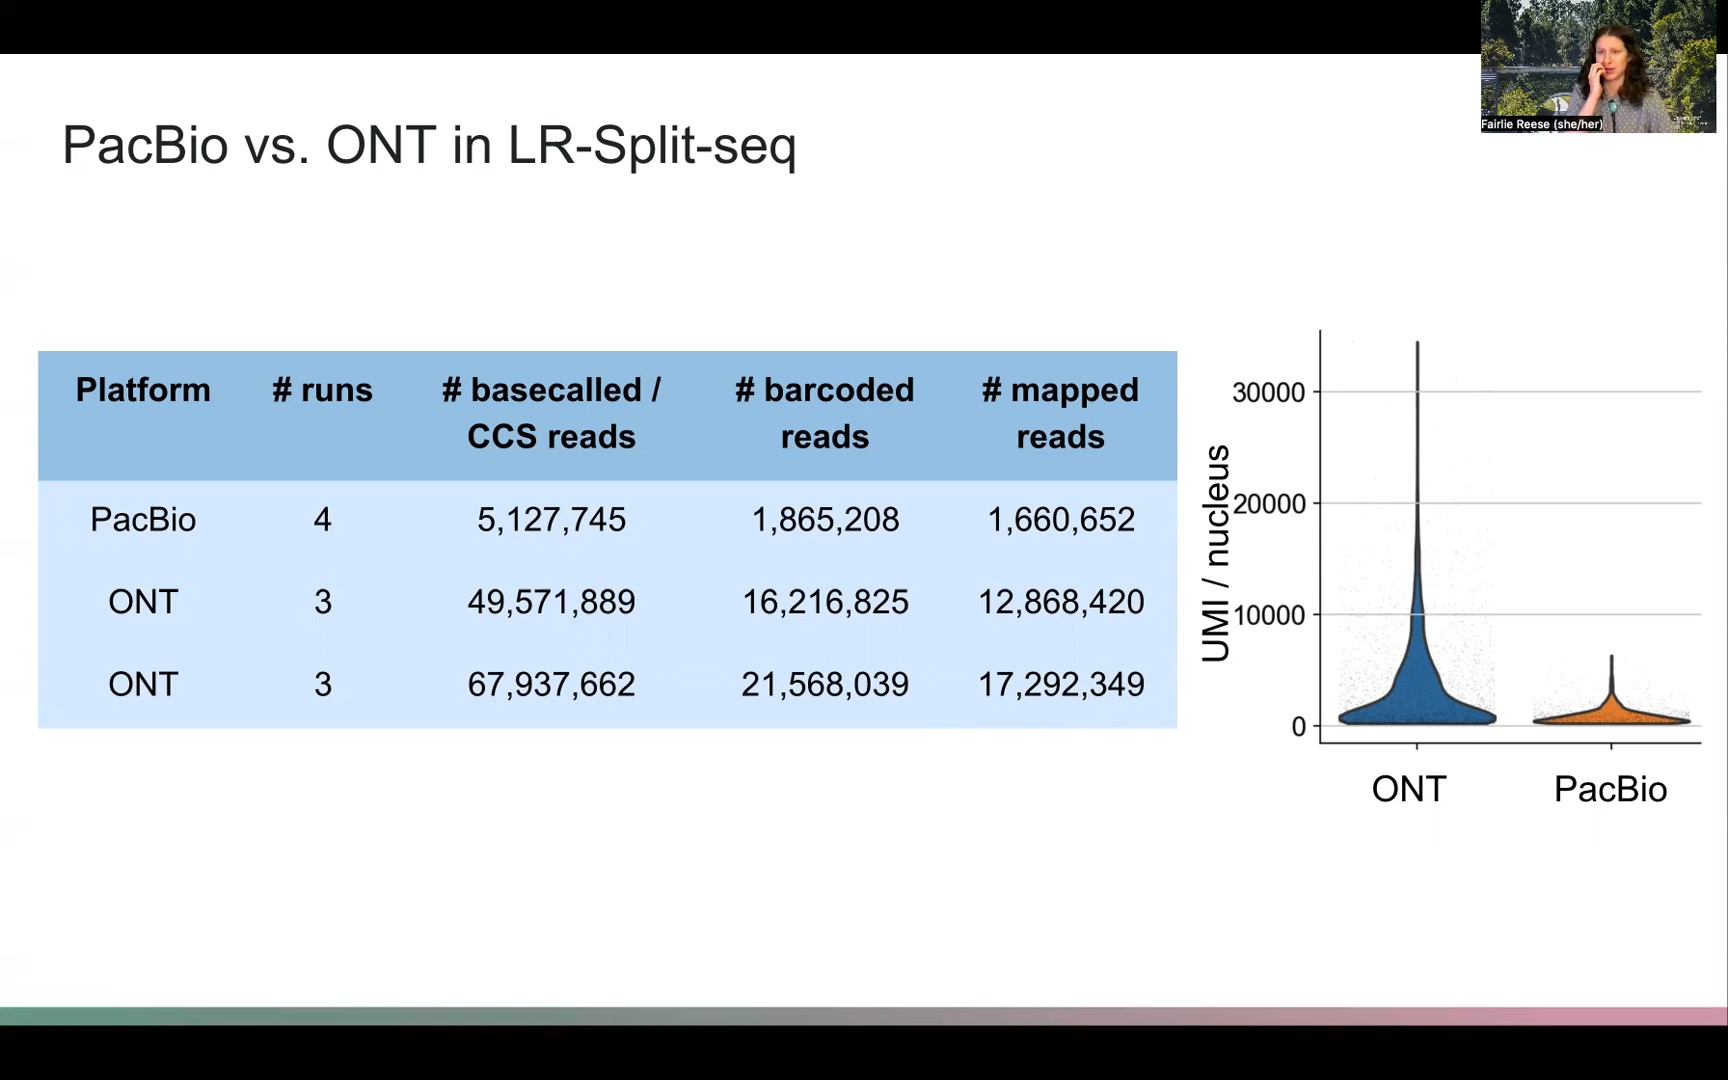 Fairlie Reese (she/her)
PacBio vs. ONT in LR-Split-seq
Platform # runs # basecalled / # barcoded # mapped
CCS reads reads reads
PacBio 4 5,127,745 1,865,208 1,660,652
ONT 3 49,571,889 16,216,825 12,868,420
ONT 3 67,937,662 21,568,039 17,292,349
UMI / nucleus
30000
20000
10000
0
ONT PacBio